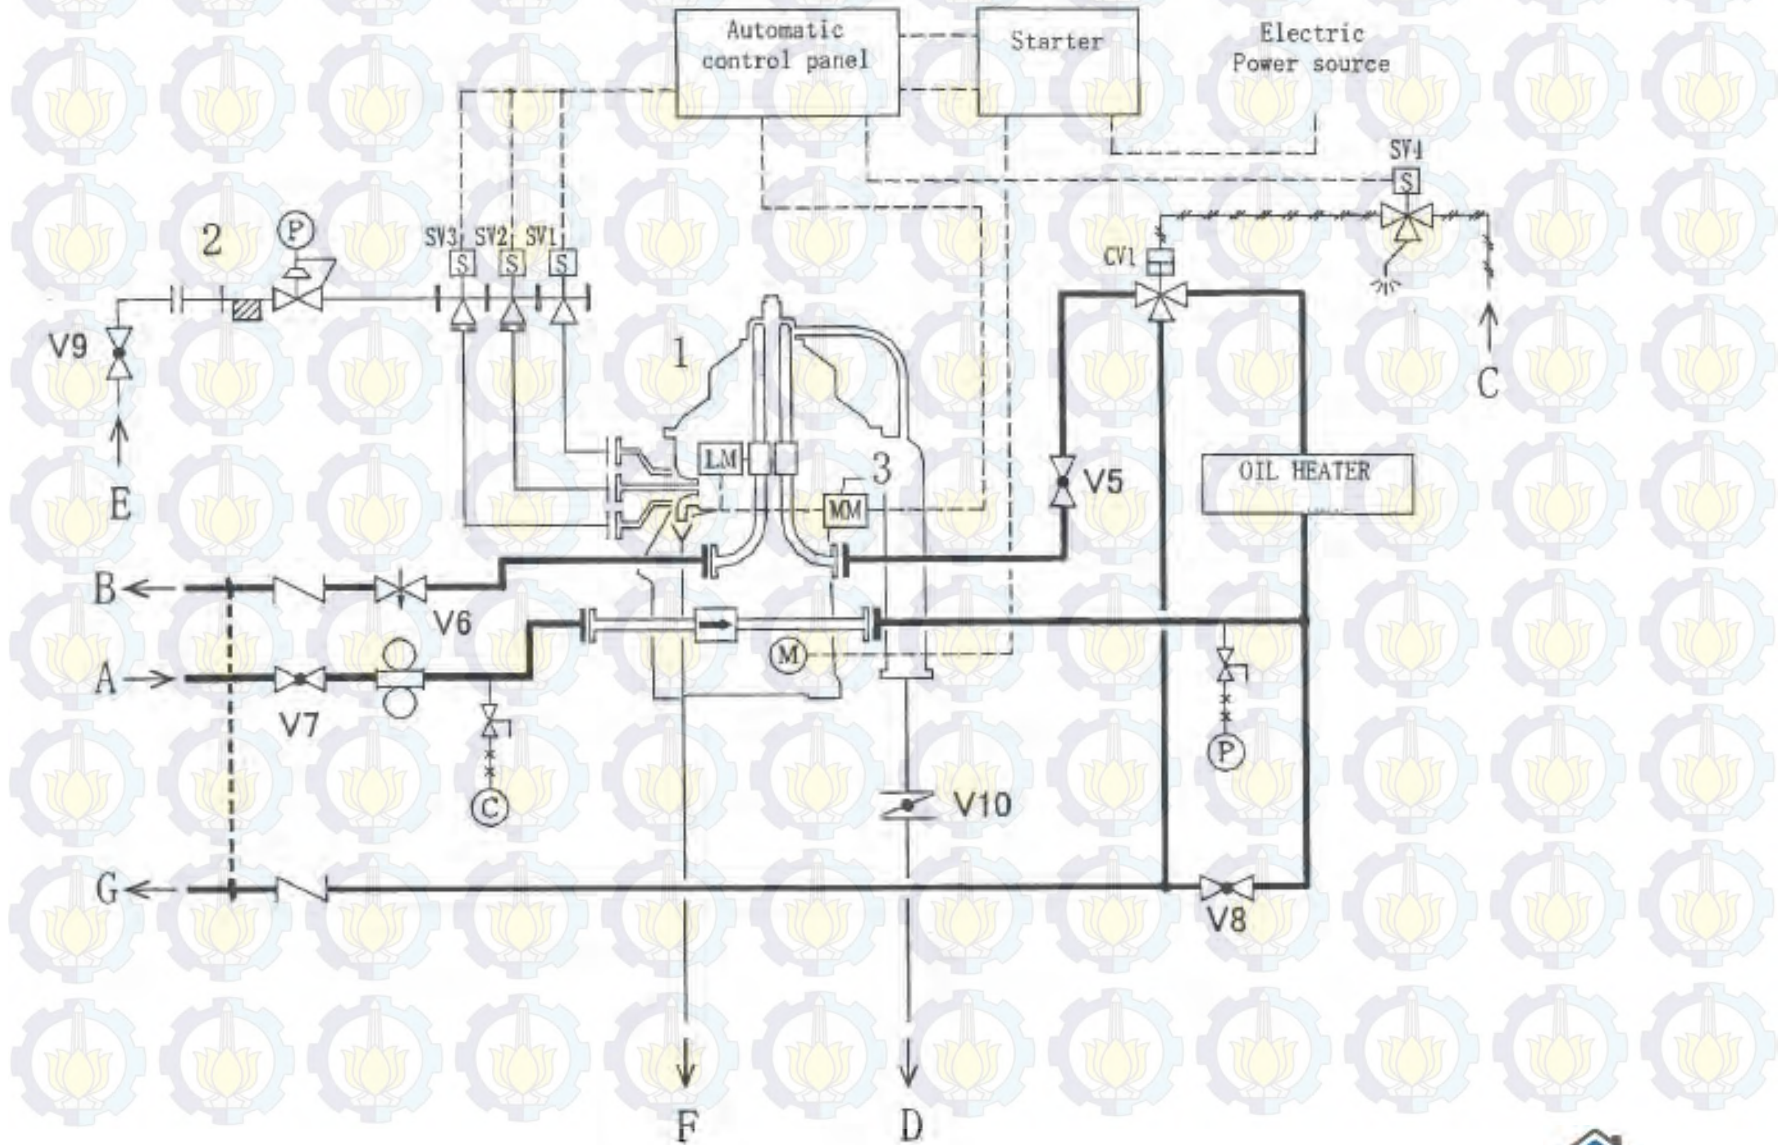 Automatic
control panel
Starter
Electric
Power source
SV4
S
2
P
SV3
SV2
SV1
S
S
S
CV1
V9
1
C
E
LM
3
MM
V5
OIL HEATER
B
V6
A
M
V7
P
C
V10
G
V8
F
D